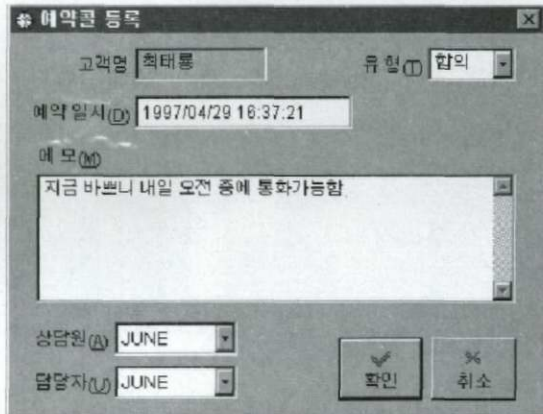 예약콜 등록
고객명 최태룡 유형(T) 합의
예약일시(D) 1997/04/29 16:37:21
메모(M)
지금 바쁘니 내일 오전 중에 통화가능함.
상담원(A) JUNE
담당자(U) JUNE
확인 취소